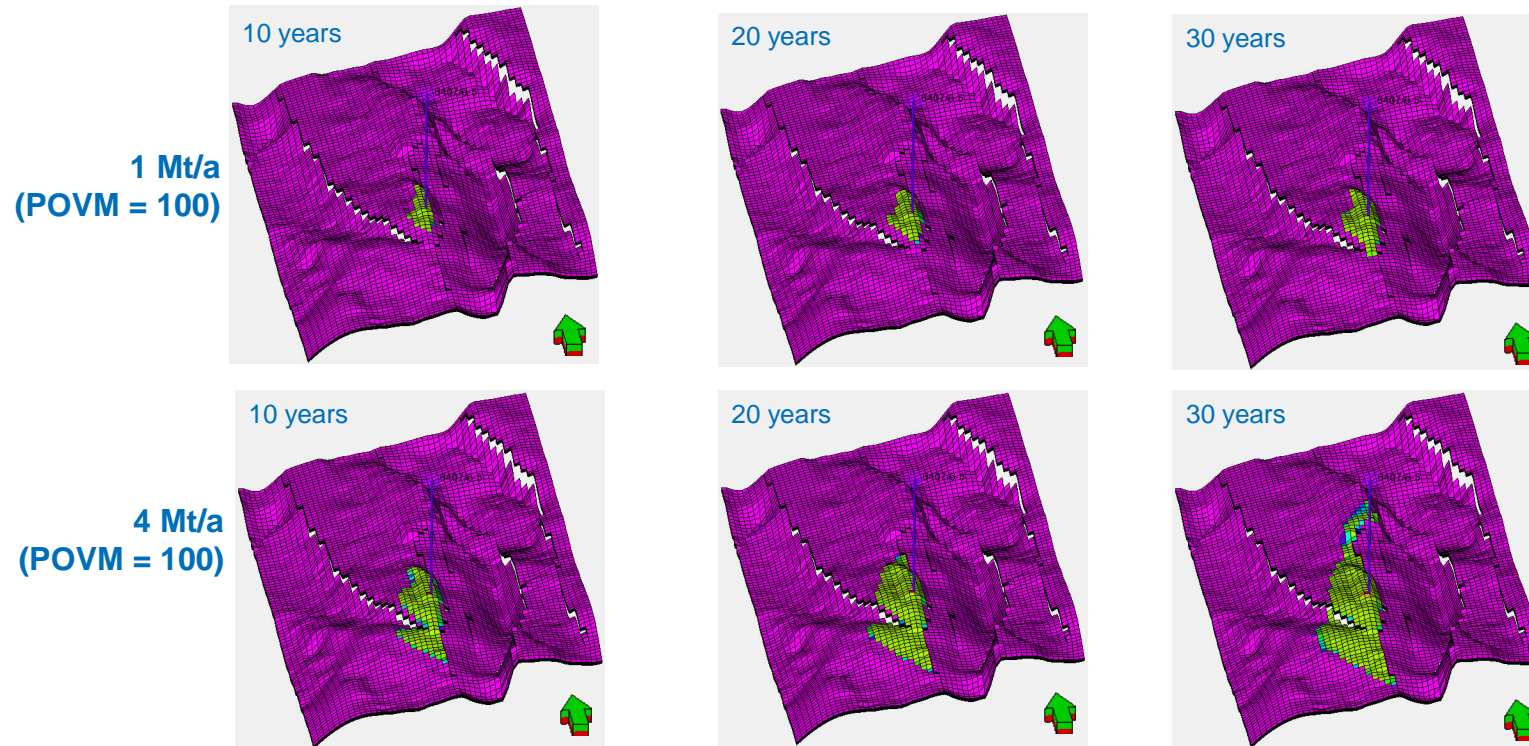 10 years
20 years
30 years
1 Mt/a
(POVM = 100)
10 years
20 years
30 years
4 Mt/a
(POVM = 100)